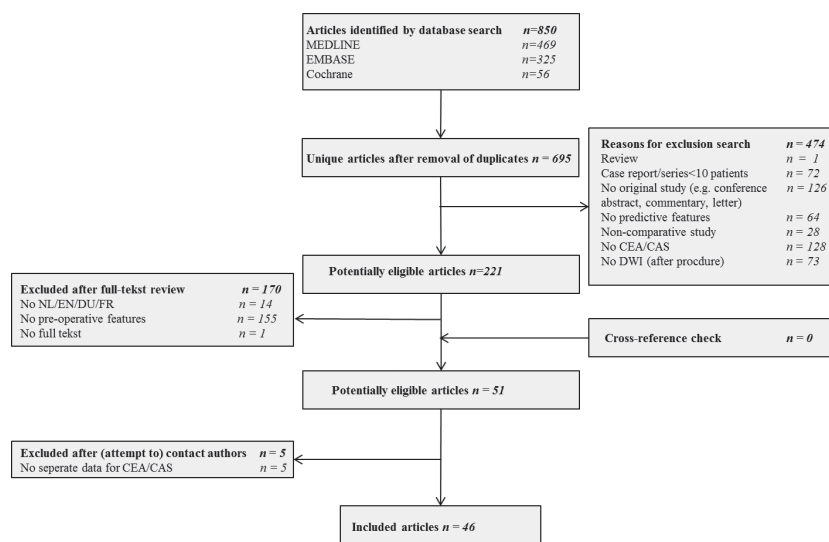 Articles identified by database search n=850
MEDLINE n=469
EMBASE n=325
Cochrane n=56
Unique articles after removal of duplicates n = 695
Reasons for exclusion search n = 474
Review n = 1
Case report/series<10 patients n = 72
No original study (e.g. conference n = 126
abstract, commentary, letter)
No predictive features n = 64
Non-comparative study n = 28
No CEA/CAS n = 128
No DWI (after procdure) n = 73
Potentially eligible articles n=221
Excluded after full-tekst review n = 170
No NL/EN/DU/FR n = 14
No pre-operative features n = 155
No full tekst n = 1
Cross-reference check n = 0
Potentially eligible articles n = 51
Excluded after (attempt to) contact authors n = 5
No seperate data for CEA/CAS n = 5
Included articles n = 46